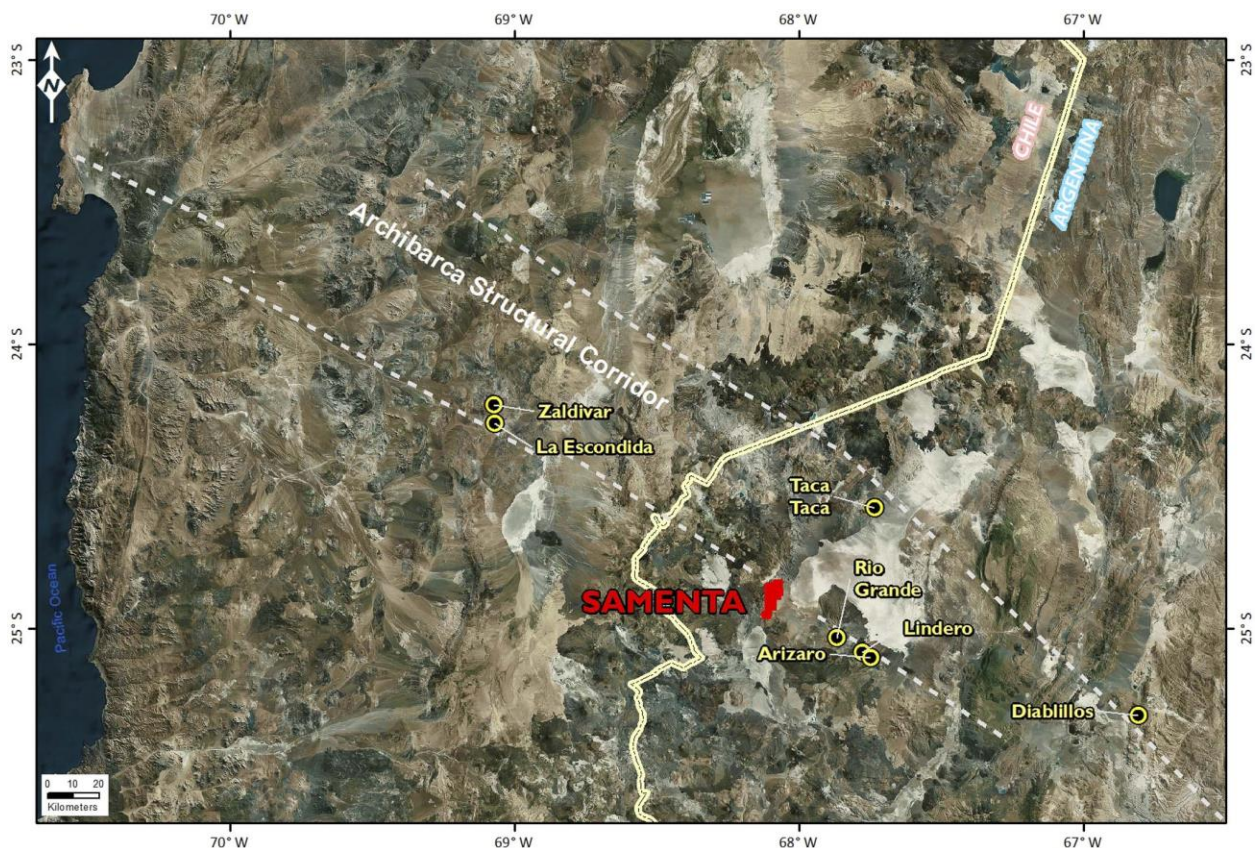 70° W
69° W
68° W
67° W
23° S
23° S
N
CHILE
ARGENTINA
Archibarca Structural Corridor
24° S
24° S
Zaldivar
La Escondida
Taca
Taca
Rio
Grande
SAMENTA
Lindero
Arizaro
25° S
25° S
Pacific Ocean
Diablillos
0 10 20
Kilometers
70° W
69° W
68° W
67° W